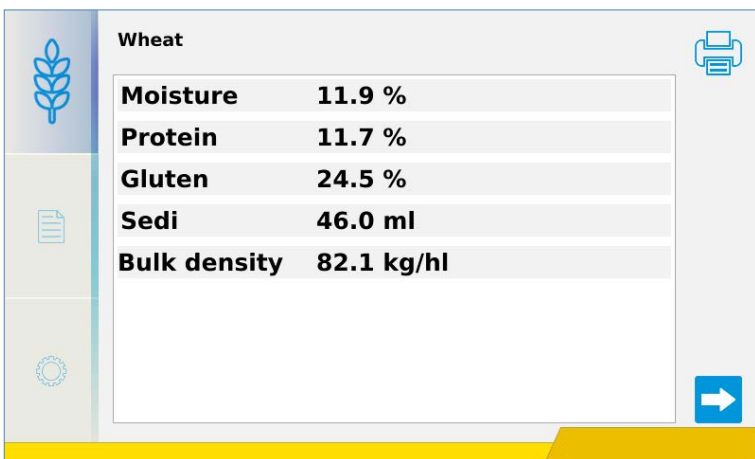 Wheat
Moisture 11.9 %
Protein 11.7 %
Gluten 24.5 %
Sedi 46.0 ml
Bulk density 82.1 kg/hl